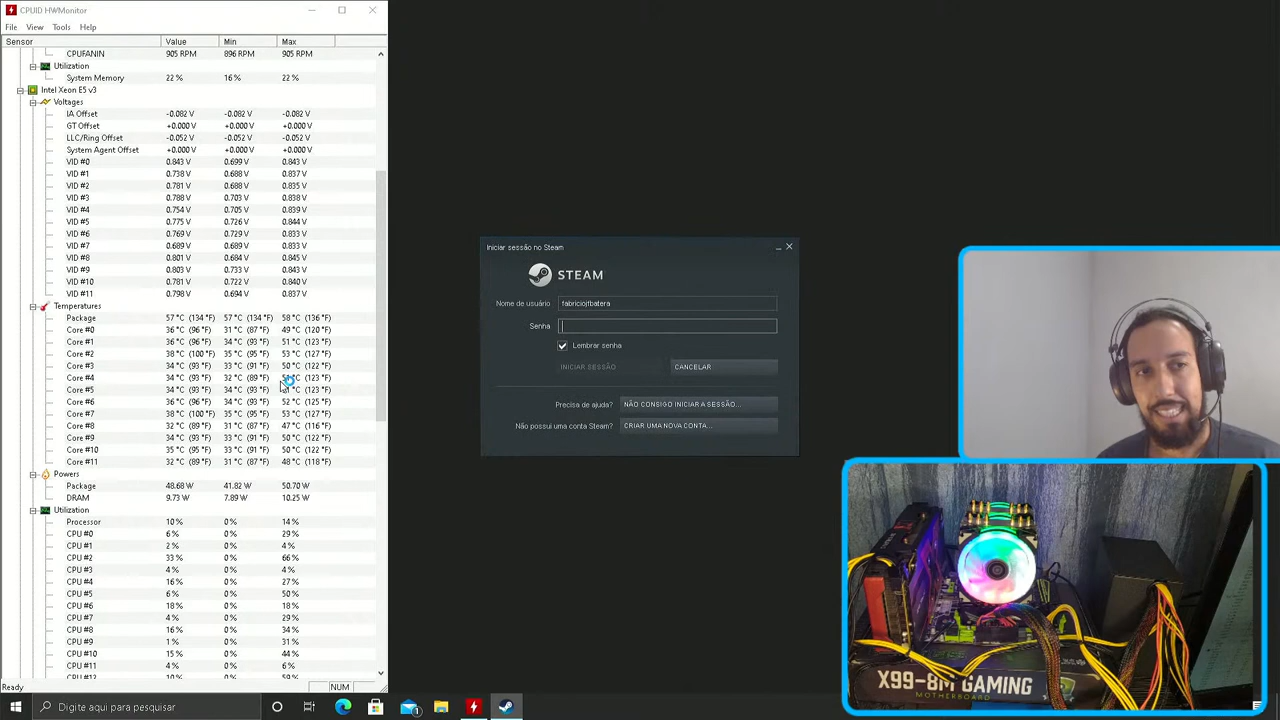 CPUID HWMonitor
File View Tools Help
Sensor Value Min Max
CPUFANIN 905 RPM 896 RPM 905 RPM
Utilization
System Memory 22 % 16 % 22 %
Intel Xeon E5 v3
Voltages
IA Offset -0.082 V -0.082 V -0.082 V
GT Offset +0.000 V +0.000 V +0.000 V
LLC/Ring Offset -0.052 V -0.052 V -0.052 V
System Agent Offset +0.000 V +0.000 V +0.000 V
VID #0 0.843 V 0.699 V 0.843 V
VID #1 0.738 V 0.688 V 0.837 V
VID #2 0.781 V 0.688 V 0.835 V
VID #3 0.788 V 0.703 V 0.838 V
VID #4 0.754 V 0.705 V 0.839 V
VID #5 0.775 V 0.726 V 0.844 V
VID #6 0.769 V 0.729 V 0.833 V
VID #7 0.689 V 0.689 V 0.833 V
VID #8 0.801 V 0.684 V 0.845 V
VID #9 0.803 V 0.733 V 0.843 V
VID #10 0.781 V 0.722 V 0.840 V
VID #11 0.798 V 0.694 V 0.837 V
Temperatures
Package 57 °C (134 °F) 57 °C (134 °F) 58 °C (136 °F)
Core #0 36 °C (96 °F) 31 °C (87 °F) 49 °C (120 °F)
Core #1 36 °C (96 °F) 34 °C (93 °F) 51 °C (123 °F)
Core #2 38 °C (100 °F) 35 °C (95 °F) 53 °C (127 °F)
Core #3 34 °C (93 °F) 33 °C (91 °F) 50 °C (122 °F)
Core #4 34 °C (93 °F) 32 °C (89 °C (123 °F)
Core #5 34 °C (93 °F) 34 °C (93 °F) °C (123 °F)
Core #6 36 °C (96 °F) 34 °C (93 °F) 52 °C (125 °F)
Core #7 38 °C (100 °F) 35 °C (95 °F) 53 °C (127 °F)
Core #8 32 °C (89 °F) 31 °C (87 °F) 47 °C (116 °F)
Core #9 34 °C (93 °F) 33 °C (91 °F) 50 °C (122 °F)
Core #10 35 °C (95 °F) 33 °C (91 °F) 50 °C (122 °F)
Core #11 32 °C (89 °F) 31 °C (87 °F) 48 °C (118 °F)
Powers
Package 48.68 W 41.82 W 50.70 W
DRAM 9.73 W 7.89 W 10.25 W
Utilization
Processor 10 % 0 % 14 %
CPU #0 6 % 0 % 29 %
CPU #1 2 % 0 % 4 %
CPU #2 33 % 0 % 66 %
CPU #3 4 % 0 % 4 %
CPU #4 16 % 0 % 27 %
CPU #5 6 % 0 % 50 %
CPU #6 18 % 0 % 18 %
CPU #7 4 % 0 % 29 %
CPU #8 16 % 0 % 34 %
CPU #9 1 % 0 % 31 %
CPU #10 15 % 0 % 44 %
CPU #11 4 % 0 % 6 %
CPU #12 10 % 0 % 59 %
Ready NUM
Iniciar sessão no Steam
STEAM
Nome de usuário fabriciojfbatera
Senha
Lembrar senha
INICIAR SESSÃO CANCELAR
Precisa de ajuda? NÃO CONSIGO INICIAR A SESSÃO...
Não possui uma conta Steam? CRIAR UMA NOVA CONTA...
X99-8M GAMING
MOTHERBOARD
Digite aqui para pesquisar
1